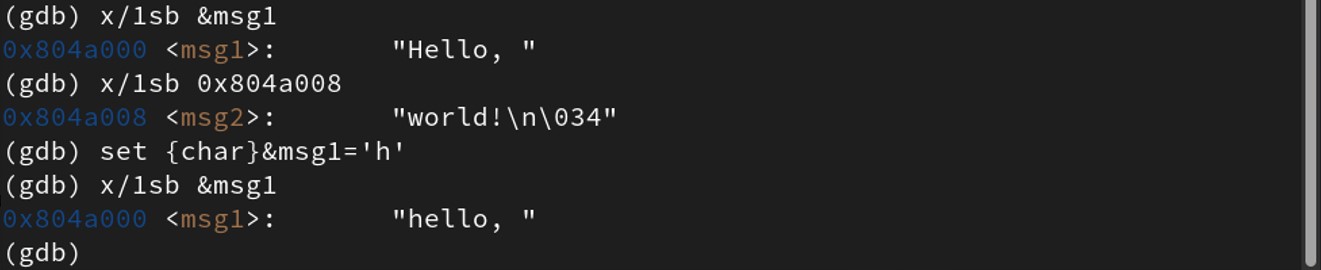 (gdb) x/1sb &msg1
0x804a000 <msg1>:	"Hello, "
(gdb) x/1sb 0x804a008
0x804a008 <msg2>:	"world!\n\034"
(gdb) set {char}&msg1='h'
(gdb) x/1sb &msg1
0x804a000 <msg1>:	"hello, "
(gdb)